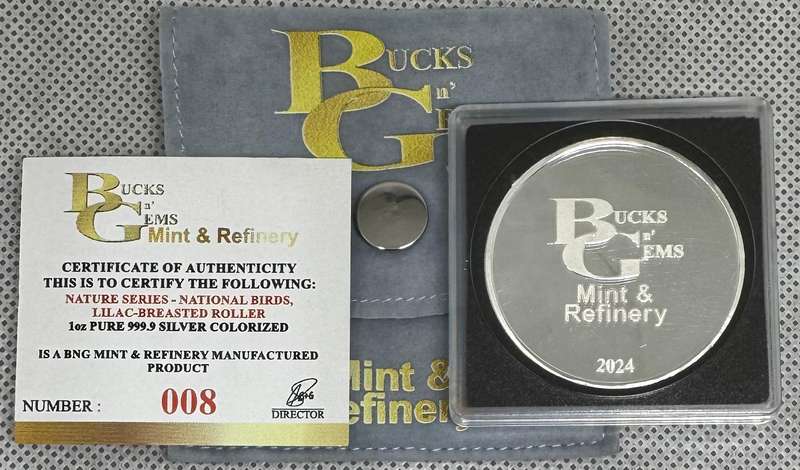 BUCKS
n'
GEMS
Mint &
Refinery
BUCKS
n'
GEMS
Mint & Refinery
CERTIFICATE OF AUTHENTICITY
THIS IS TO CERTIFY THE FOLLOWING:
NATURE SERIES - NATIONAL BIRDS,
LILAC-BREASTED ROLLER
1oz PURE 999.9 SILVER COLORIZED
IS A BNG MINT & REFINERY MANUFACTURED
PRODUCT
NUMBER : 008
DIRECTOR
BUCKS
n'
GEMS
Mint &
Refinery
2024